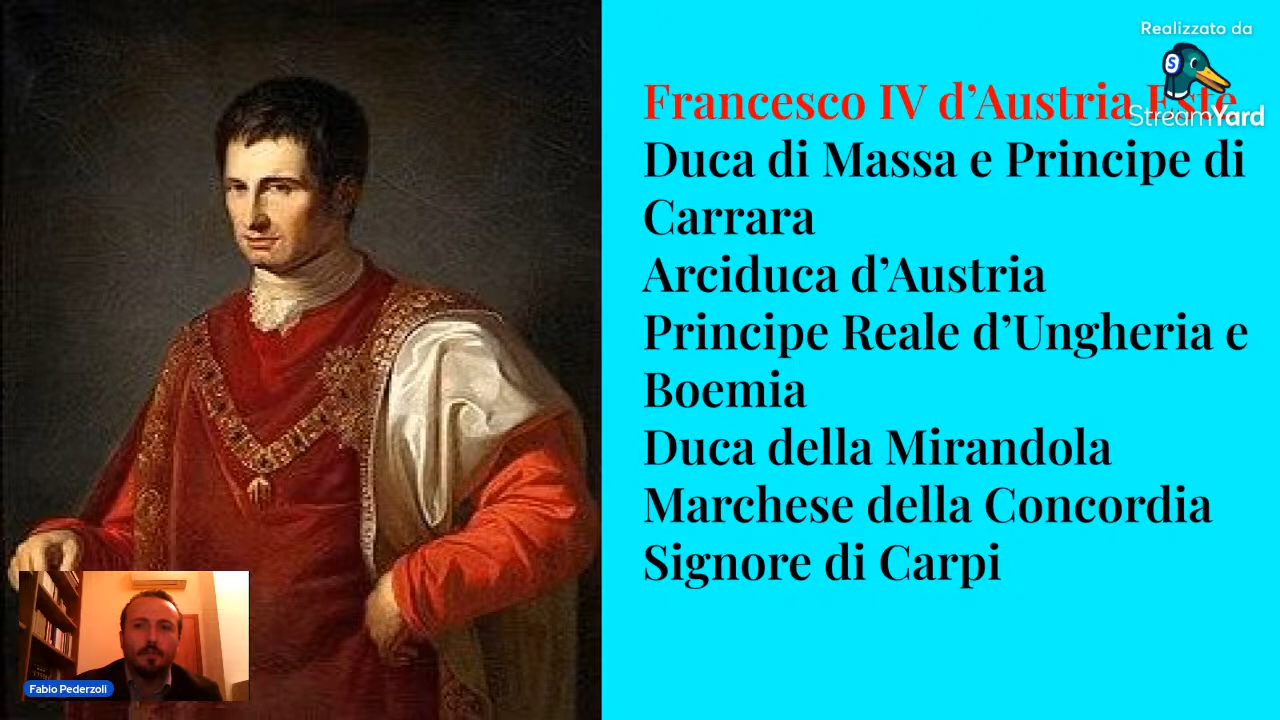 Realizzato da
StreamYard
Francesco IV d'Austria Este
Duca di Massa e Principe di
Carrara
Arciduca d'Austria
Principe Reale d'Ungheria e
Boemia
Duca della Mirandola
Marchese della Concordia
Signore di Carpi
Fabio Pederzoli